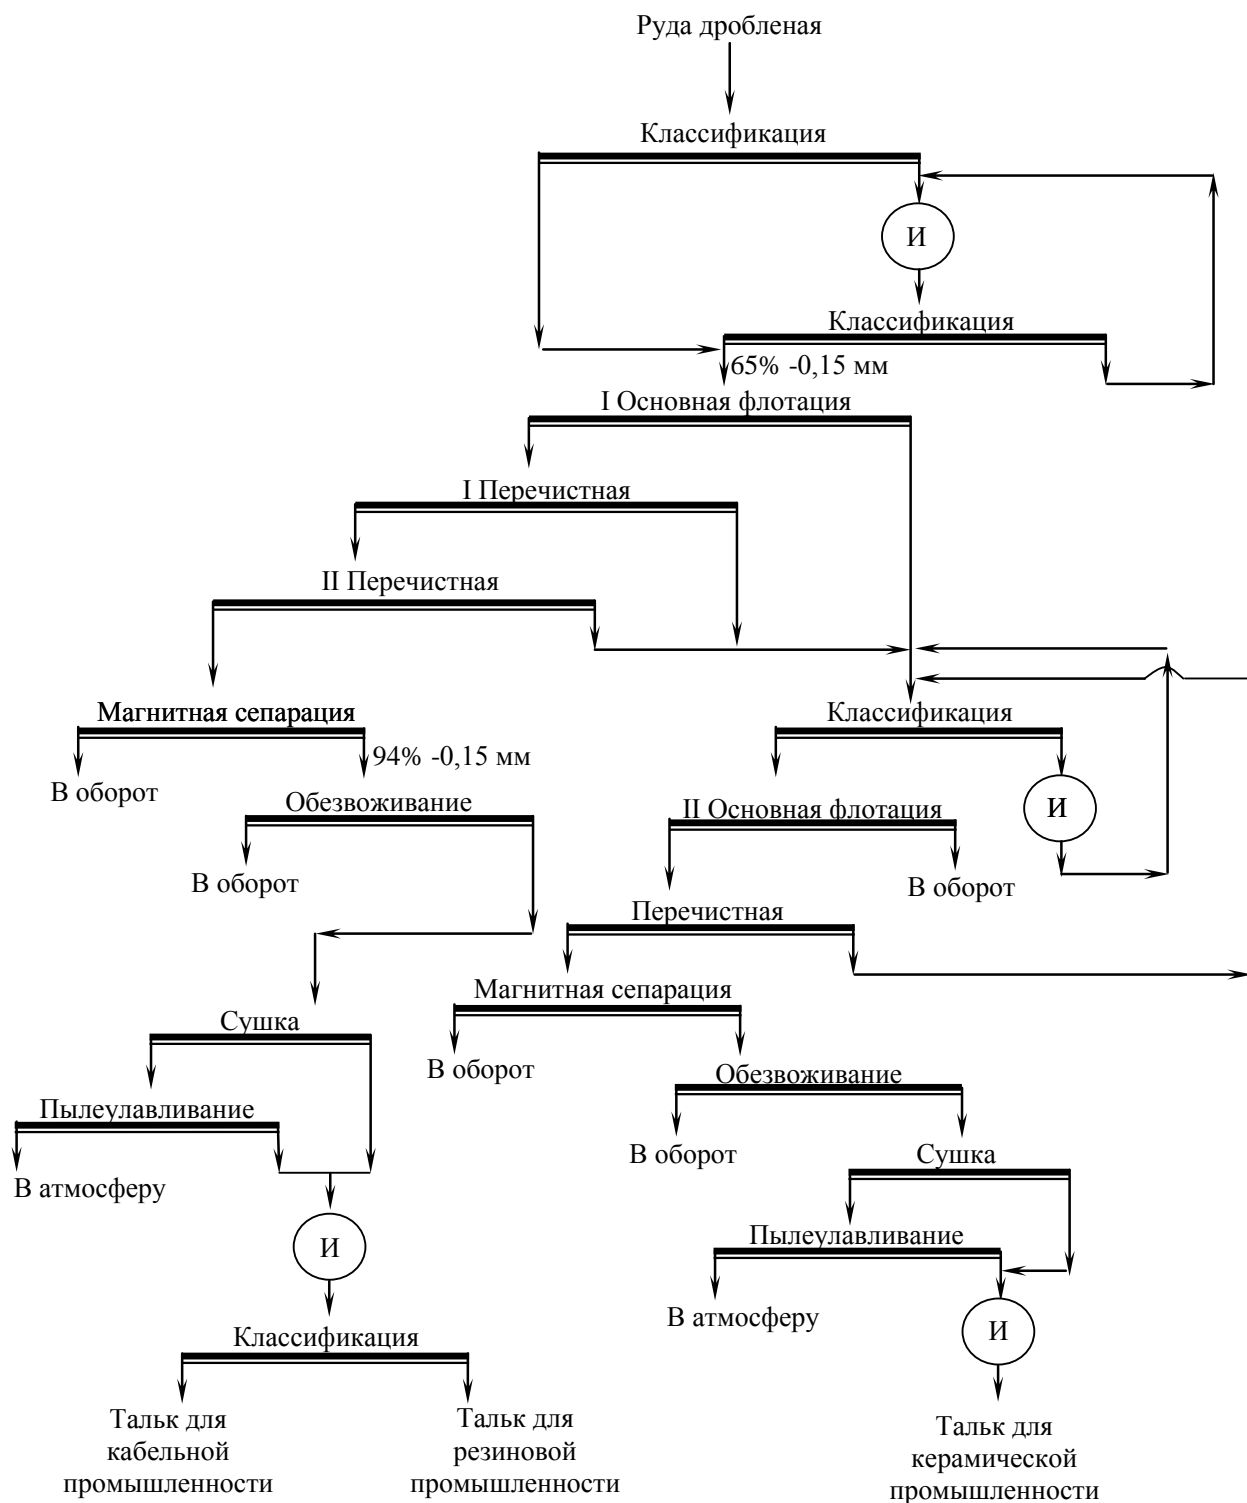 Руда дробленая
Классификация
И
Классификация
65% -0,15 мм
I Основная флотация
I Перечистная
II Перечистная
Магнитная сепарация
Классификация
94% -0,15 мм
В оборот
Обезвоживание
II Основная флотация
И
В оборот
В оборот
Перечистная
Магнитная сепарация
Сушка
В оборот
Обезвоживание
Пылеулавливание
В оборот
Сушка
В атмосферу
И
Пылеулавливание
В атмосферу
И
Классификация
Тальк для
кабельной
промышленности
Тальк для
резиновой
промышленности
Тальк для
керамической
промышленности